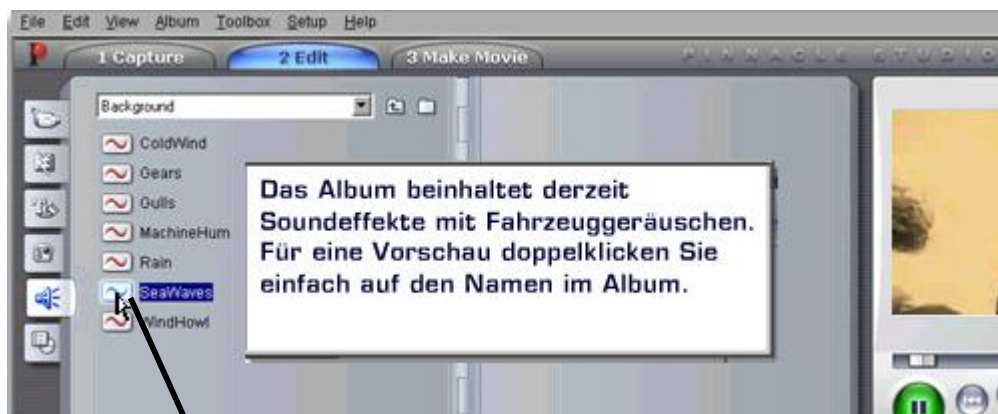 File Edit View Album Toolbox Setup Help
1 Capture 2 Edit 3 Make Movie PINNACLE STUDIO
Background
ColdWind
Gears
Gulls
MachineHum
Rain
SeaWaves
WindHowl
Das Album beinhaltet derzeit
Soundeffekte mit Fahrzeuggeräuschen.
Für eine Vorschau doppelklicken Sie
einfach auf den Namen im Album.